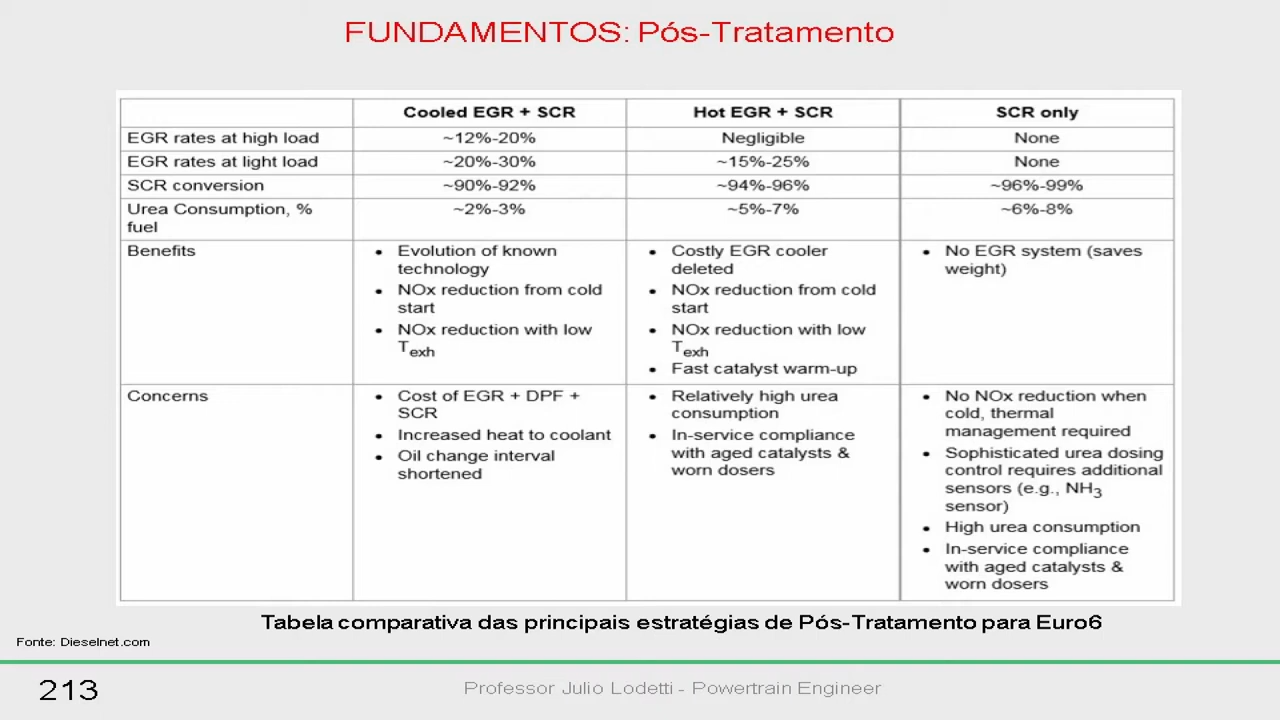 FUNDAMENTOS: Pós-Tratamento
Cooled EGR + SCR
Hot EGR + SCR
SCR only
EGR rates at high load
~12%-20%
Negligible
None
EGR rates at light load
~20%-30%
~15%-25%
None
SCR conversion
~90%-92%
~94%-96%
~96%-99%
Urea Consumption, %
fuel
~2%-3%
~5%-7%
~6%-8%
Benefits
• Evolution of known
technology
• NOx reduction from cold
start
• NOx reduction with low
Texh
• Costly EGR cooler
deleted
• NOx reduction from cold
start
• NOx reduction with low
Texh
• Fast catalyst warm-up
• No EGR system (saves
weight)
Concerns
• Cost of EGR + DPF +
SCR
• Increased heat to coolant
• Oil change interval
shortened
• Relatively high urea
consumption
• In-service compliance
with aged catalysts &
worn dosers
• No NOx reduction when
cold, thermal
management required
• Sophisticated urea dosing
control requires additional
sensors (e.g., NH3
sensor)
• High urea consumption
• In-service compliance
with aged catalysts &
worn dosers
Tabela comparativa das principais estratégias de Pós-Tratamento para Euro6
Fonte: Dieselnet.com
213
Professor Julio Lodetti - Powertrain Engineer